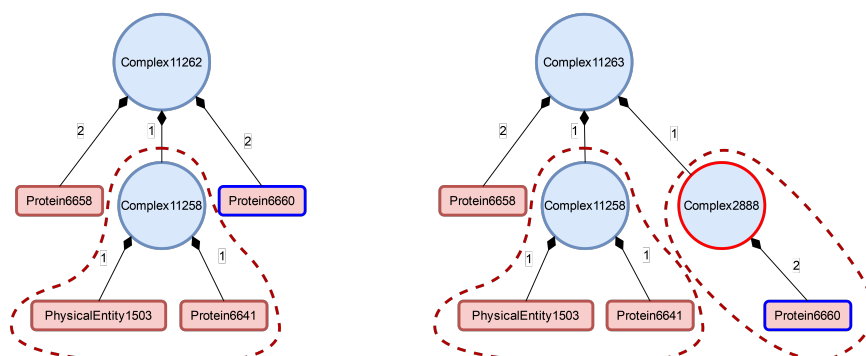 Complex11262
2
1
2
Protein6658
Complex11258
Protein6660
1
1
PhysicalEntity1503
Protein6641
Complex11263
2
1
1
Protein6658
Complex11258
Complex2888
1
1
2
PhysicalEntity1503
Protein6641
Protein6660